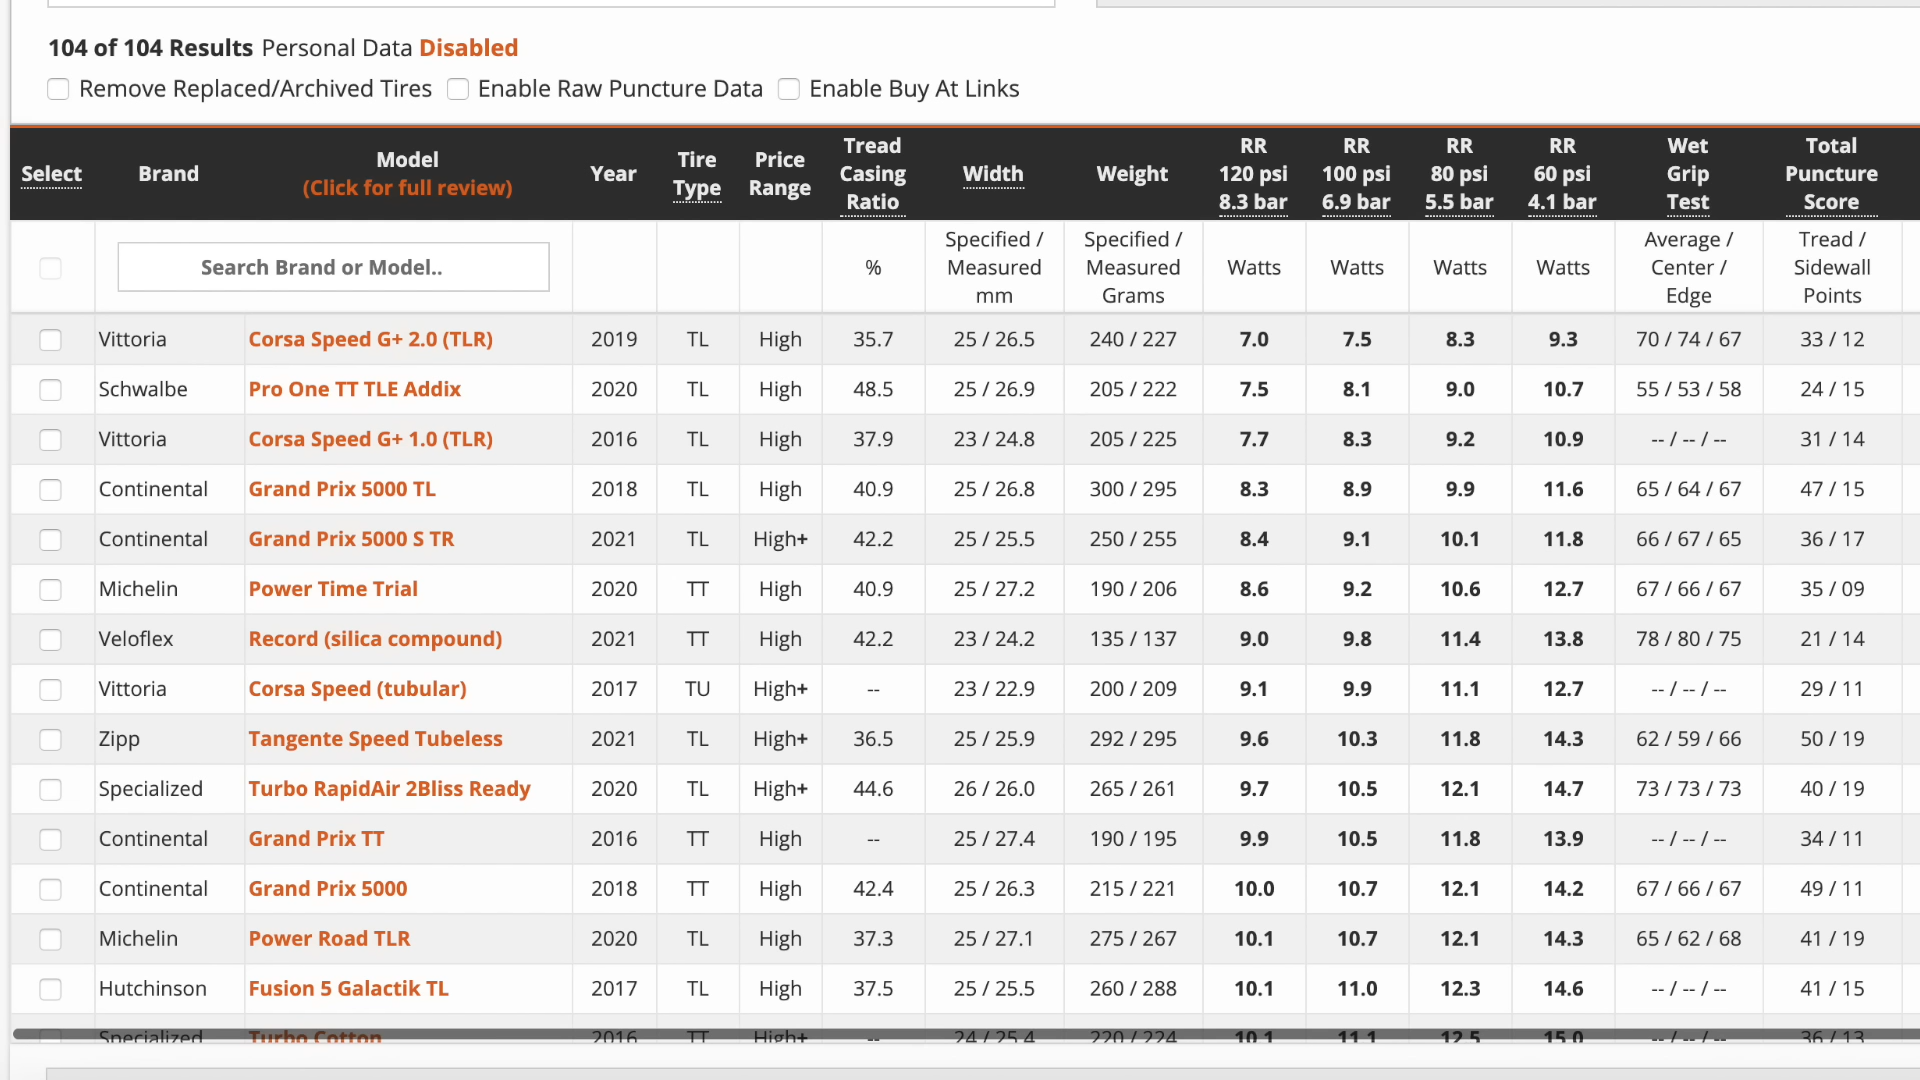 104 of 104 Results Personal Data Disabled
Remove Replaced/Archived Tires Enable Raw Puncture Data Enable Buy At Links
Select Brand Model (Click for full review) Year Tire Type Price Range Tread Casing Ratio Width Weight RR 120 psi 8.3 bar RR 100 psi 6.9 bar RR 80 psi 5.5 bar RR 60 psi 4.1 bar Wet Grip Test Total Puncture Score
Search Brand or Model.. % Specified / Measured mm Specified / Measured Grams Watts Watts Watts Watts Average / Center / Edge Tread / Sidewall Points
Vittoria Corsa Speed G+ 2.0 (TLR) 2019 TL High 35.7 25 / 26.5 240 / 227 7.0 7.5 8.3 9.3 70 / 74 / 67 33 / 12
Schwalbe Pro One TT TLE Addix 2020 TL High 48.5 25 / 26.9 205 / 222 7.5 8.1 9.0 10.7 55 / 53 / 58 24 / 15
Vittoria Corsa Speed G+ 1.0 (TLR) 2016 TL High 37.9 23 / 24.8 205 / 225 7.7 8.3 9.2 10.9 -- / -- / -- 31 / 14
Continental Grand Prix 5000 TL 2018 TL High 40.9 25 / 26.8 300 / 295 8.3 8.9 9.9 11.6 65 / 64 / 67 47 / 15
Continental Grand Prix 5000 S TR 2021 TL High+ 42.2 25 / 25.5 250 / 255 8.4 9.1 10.1 11.8 66 / 67 / 65 36 / 17
Michelin Power Time Trial 2020 TT High 40.9 25 / 27.2 190 / 206 8.6 9.2 10.6 12.7 67 / 66 / 67 35 / 09
Veloflex Record (silica compound) 2021 TT High 42.2 23 / 24.2 135 / 137 9.0 9.8 11.4 13.8 78 / 80 / 75 21 / 14
Vittoria Corsa Speed (tubular) 2017 TU High+ -- 23 / 22.9 200 / 209 9.1 9.9 11.1 12.7 -- / -- / -- 29 / 11
Zipp Tangente Speed Tubeless 2021 TL High+ 36.5 25 / 25.9 292 / 295 9.6 10.3 11.8 14.3 62 / 59 / 66 50 / 19
Specialized Turbo RapidAir 2Bliss Ready 2020 TL High+ 44.6 26 / 26.0 265 / 261 9.7 10.5 12.1 14.7 73 / 73 / 73 40 / 19
Continental Grand Prix TT 2016 TT High -- 25 / 27.4 190 / 195 9.9 10.5 11.8 13.9 -- / -- / -- 34 / 11
Continental Grand Prix 5000 2018 TT High 42.4 25 / 26.3 215 / 221 10.0 10.7 12.1 14.2 67 / 66 / 67 49 / 11
Michelin Power Road TLR 2020 TL High 37.3 25 / 27.1 275 / 267 10.1 10.7 12.1 14.3 65 / 62 / 68 41 / 19
Hutchinson Fusion 5 Galactik TL 2017 TL High 37.5 25 / 25.5 260 / 288 10.1 11.0 12.3 14.6 -- / -- / -- 41 / 15
Specialized Turbo Cotton 2016 TT High+ -- 24 / 25.4 220 / 224 10.1 11.1 12.5 15.0 -- / -- / -- 36 / 13